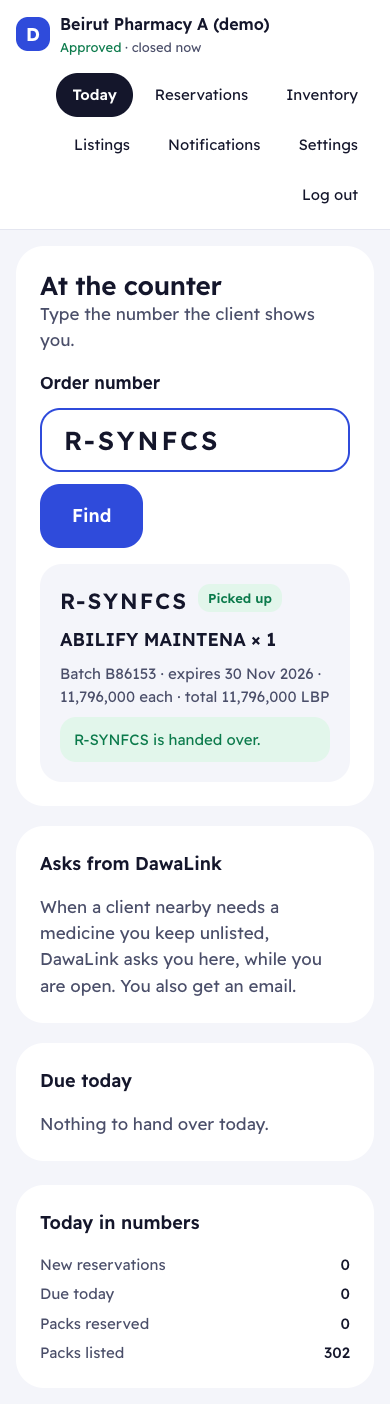 D
Beirut Pharmacy A (demo)
Approved · closed now
Today
Reservations
Inventory
Listings
Notifications
Settings
Log out
At the counter
Type the number the client shows
you.
Order number
R-SYNFCS
Find
R-SYNFCS Picked up
ABILIFY MAINTENA × 1
Batch B86153 · expires 30 Nov 2026 ·
11,796,000 each · total 11,796,000 LBP
R-SYNFCS is handed over.
Asks from DawaLink
When a client nearby needs a
medicine you keep unlisted,
DawaLink asks you here, while you
are open. You also get an email.
Due today
Nothing to hand over today.
Today in numbers
New reservations 0
Due today 0
Packs reserved 0
Packs listed 302